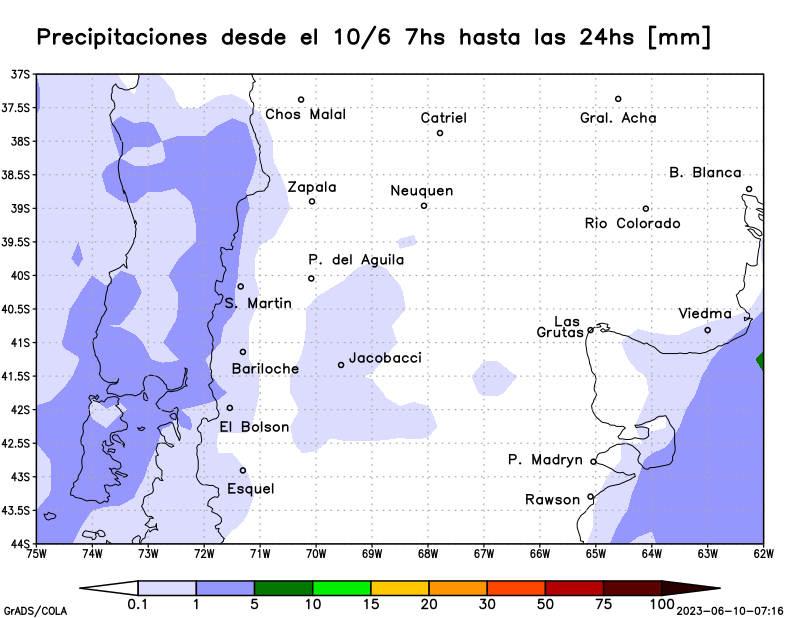 Precipitaciones desde el 10/6 7hs hasta las 24hs [mm]
37S
37.5S
38S
38.5S
39S
39.5S
40S
40.5S
41S
41.5S
42S
42.5S
43S
43.5S
44S
Chos Malal
Catriel
Gral. Acha
B. Blanca
Zapala
Neuquen
Rio Colorado
P. del Aguila
S. Martin
Viedma
Las
Grutas
Bariloche
Jacobacci
El Bolson
P. Madryn
Esquel
Rawson
75W 74W 73W 72W 71W 70W 69W 68W 67W 66W 65W 64W 63W 62W
0.1 1 5 10 15 20 30 50 75 100
GrADS/COLA
2023-06-10-07:16